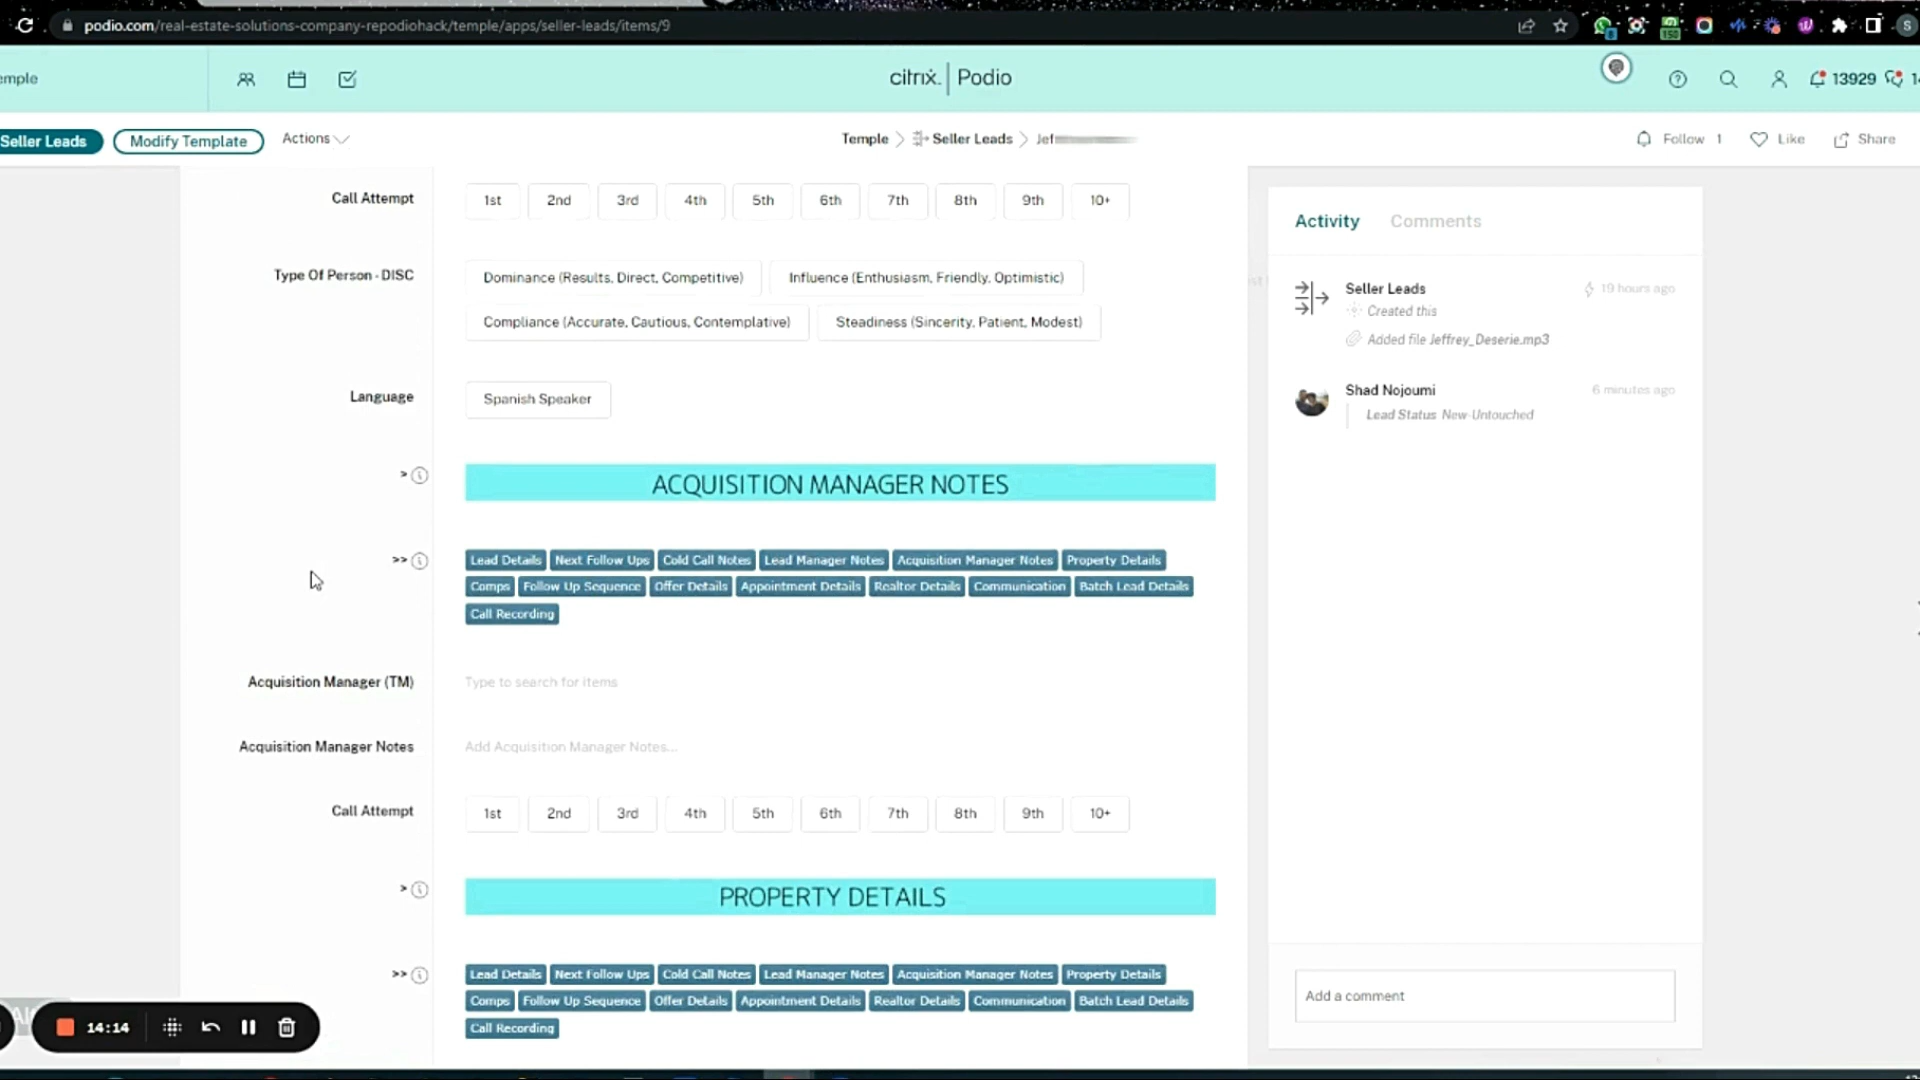 podio.com/real-estate-solutions-company-repodiohack/temple/apps/seller-leads/items/9
150
emple
citrix. | Podio
13929
Seller Leads
Modify Template
Actions
Temple > Seller Leads > Jef
Follow 1
Like
Share
Call Attempt
1st 2nd 3rd 4th 5th 6th 7th 8th 9th 10+
Type Of Person - DISC
Dominance (Results, Direct, Competitive)
Influence (Enthusiasm, Friendly, Optimistic)
Compliance (Accurate, Cautious, Contemplative)
Steadiness (Sincerity, Patient, Modest)
Language
Spanish Speaker
>
ACQUISITION MANAGER NOTES
>>
Lead Details Next Follow Ups Cold Call Notes Lead Manager Notes Acquisition Manager Notes Property Details
Comps Follow Up Sequence Offer Details Appointment Details Realtor Details Communication Batch Lead Details
Call Recording
Acquisition Manager (TM)
Type to search for items
Acquisition Manager Notes
Add Acquisition Manager Notes...
Call Attempt
1st 2nd 3rd 4th 5th 6th 7th 8th 9th 10+
>
PROPERTY DETAILS
>>
Lead Details Next Follow Ups Cold Call Notes Lead Manager Notes Acquisition Manager Notes Property Details
Comps Follow Up Sequence Offer Details Appointment Details Realtor Details Communication Batch Lead Details
Call Recording
14:14
Activity
Comments
Seller Leads
19 hours ago
Created this
Added file Jeffrey_Deserie.mp3
Shad Nojoumi
6 minutes ago
Lead Status New-Untouched
Add a comment